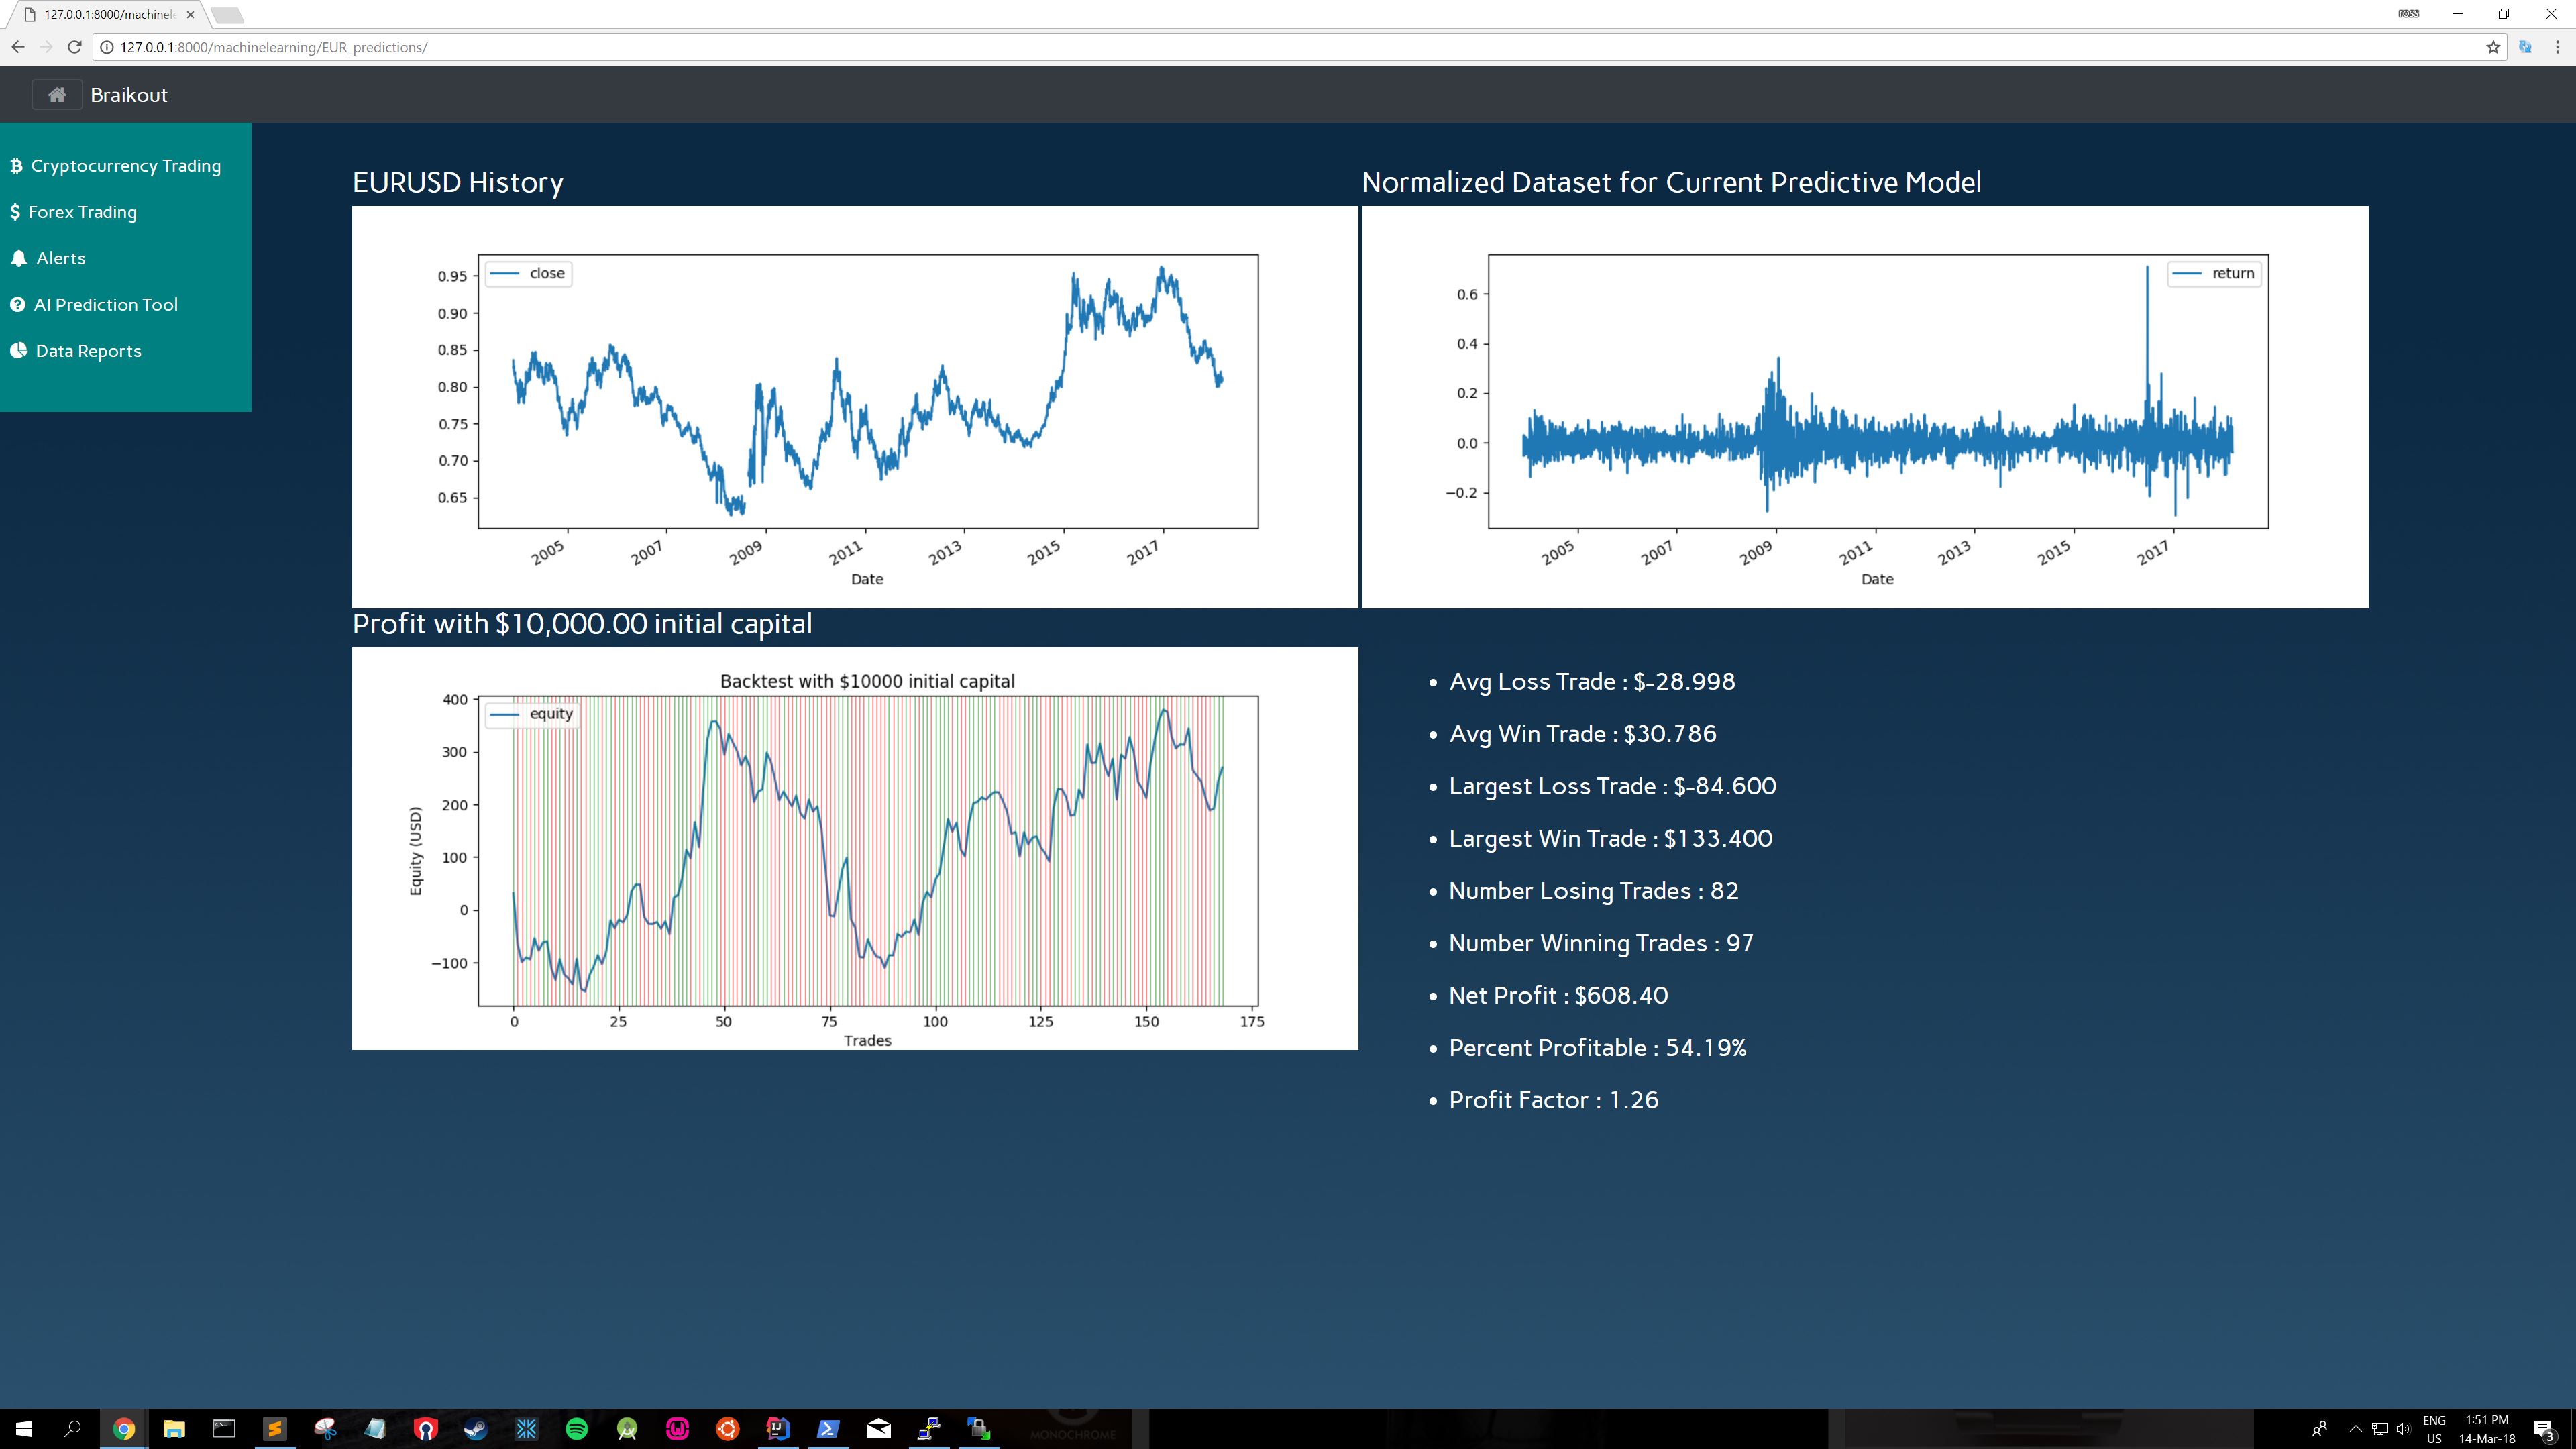 127.0.0.1:8000/machinel
ross
127.0.0.1:8000/machinelearning/EUR_predictions/
Braikout
Cryptocurrency Trading
Forex Trading
Alerts
AI Prediction Tool
Data Reports
EURUSD History
close
0.95
0.90
0.85
0.80
0.75
0.70
0.65
2005 2007 2009 2011 2013 2015 2017
Date
Normalized Dataset for Current Predictive Model
return
0.6
0.4
0.2
0.0
−0.2
2005 2007 2009 2011 2013 2015 2017
Date
Profit with $10,000.00 initial capital
Backtest with $10000 initial capital
equity
Equity (USD)
400
300
200
100
0
−100
0 25 50 75 100 125 150 175
Trades
• Avg Loss Trade : $-28.998
• Avg Win Trade : $30.786
• Largest Loss Trade : $-84.600
• Largest Win Trade : $133.400
• Number Losing Trades : 82
• Number Winning Trades : 97
• Net Profit : $608.40
• Percent Profitable : 54.19%
• Profit Factor : 1.26
MONOCHROME
ENG
US
1:51 PM
14-Mar-18
3